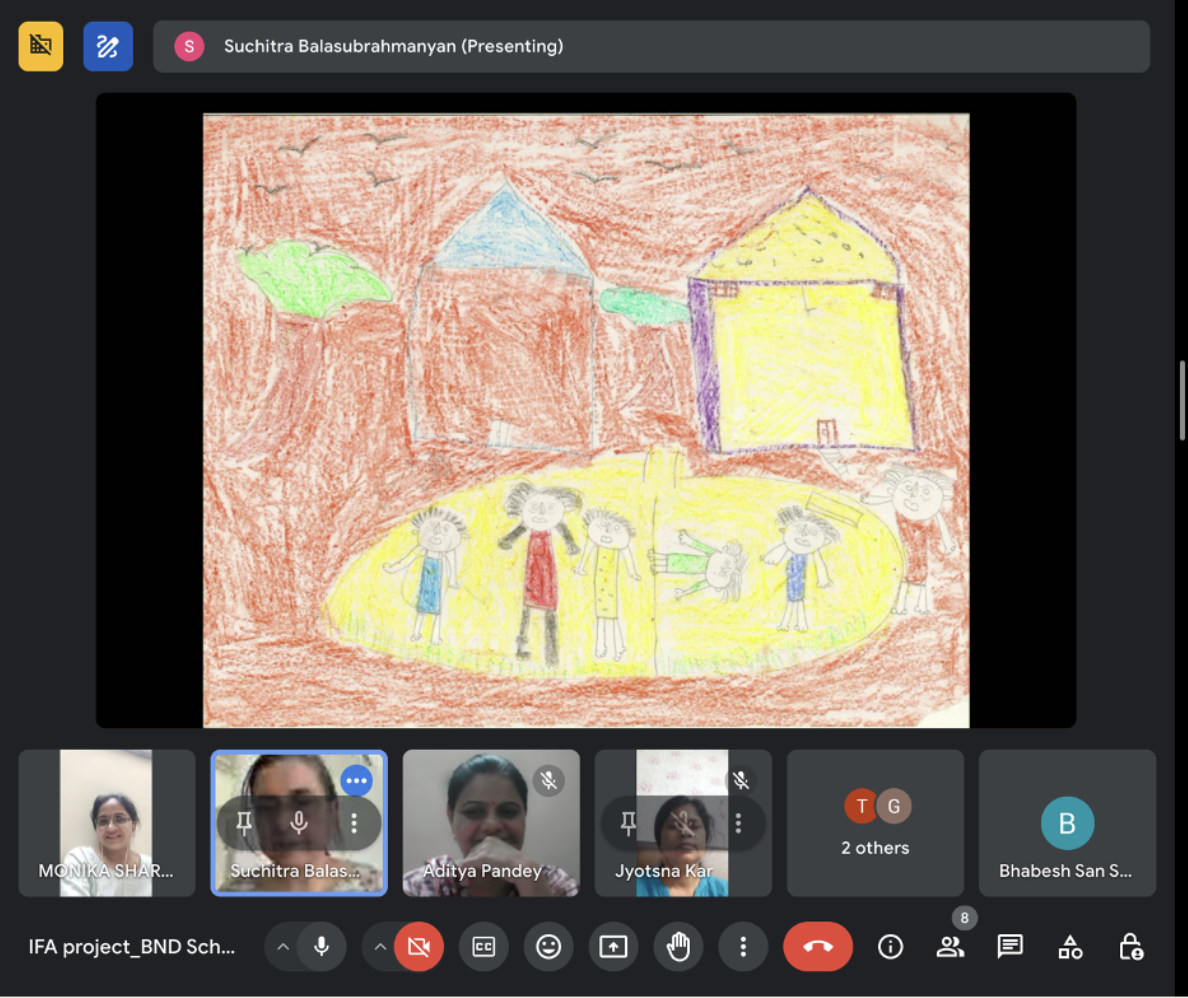 S Suchitra Balasubrahmanyan (Presenting)
MONIKA SHAR...
Suchitra Balas...
Aditya Pandey
Jyotsna Kar
T G
2 others
B
Bhabesh San S...
8
IFA project_BND Sch...
CC